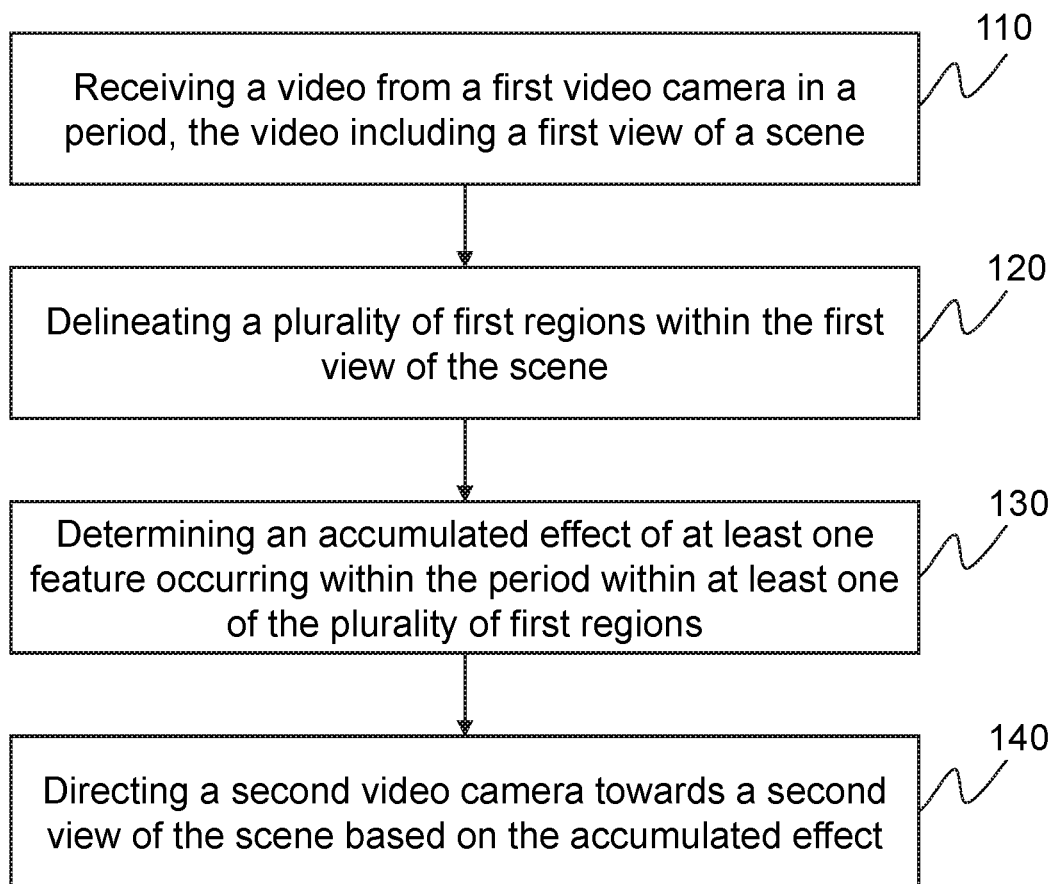 110
Receiving a video from a first video camera in a
period, the video including a first view of a scene
120
Delineating a plurality of first regions within the first
view of the scene
130
Determining an accumulated effect of at least one
feature occurring within the period within at least one
of the plurality of first regions
140
Directing a second video camera towards a second
view of the scene based on the accumulated effect